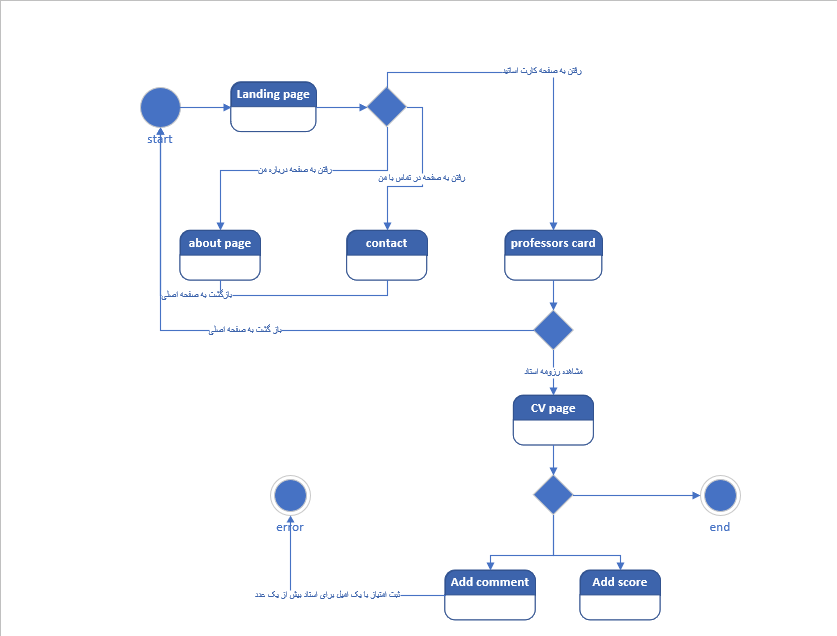 رفتن به صفحه کارت اساتید
Landing page
start
رفتن به صفحه درباره من
رفتن به صفحه در تماس با من
about page
contact
professors card
بازگشت به صفحه اصلی
باز گشت به صفحه اصلی
مشاهده رزومه استاد
CV page
error
end
Add comment
Add score
ثبت امتیاز با یک امیل برای استاد بیش از یک عدد